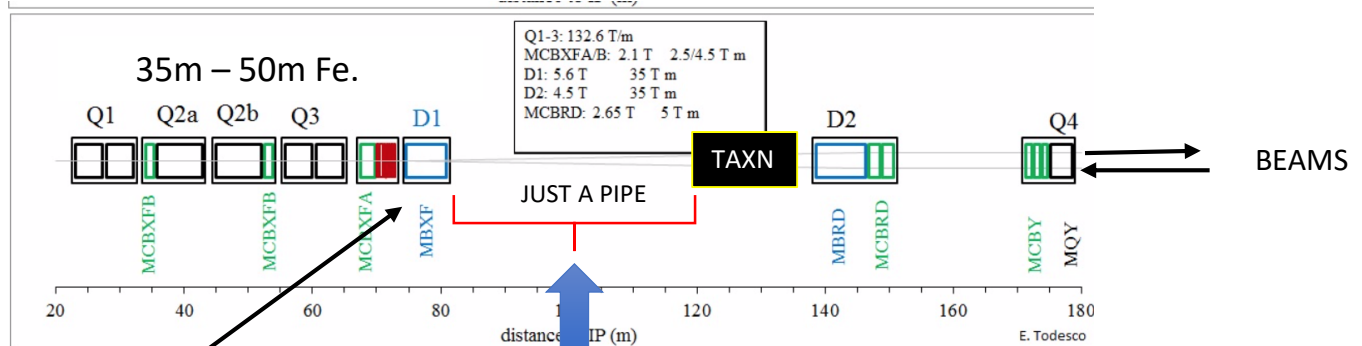 Q1-3: 132.6 T/m
MCBXFA/B: 2.1 T 2.5/4.5 T m
D1: 5.6 T 35 T m
D2: 4.5 T 35 T m
MCBRD: 2.65 T 5 T m
35m – 50m Fe.
Q1 Q2a Q2b Q3 D1 D2 Q4
TAXN
BEAMS
JUST A PIPE
MCBXFB MCBXFB MCBXFA MBXF MBRD MCBRD MCBY MQY
20 40 60 80 120 140 160 180
IP (m)
E. Todesco